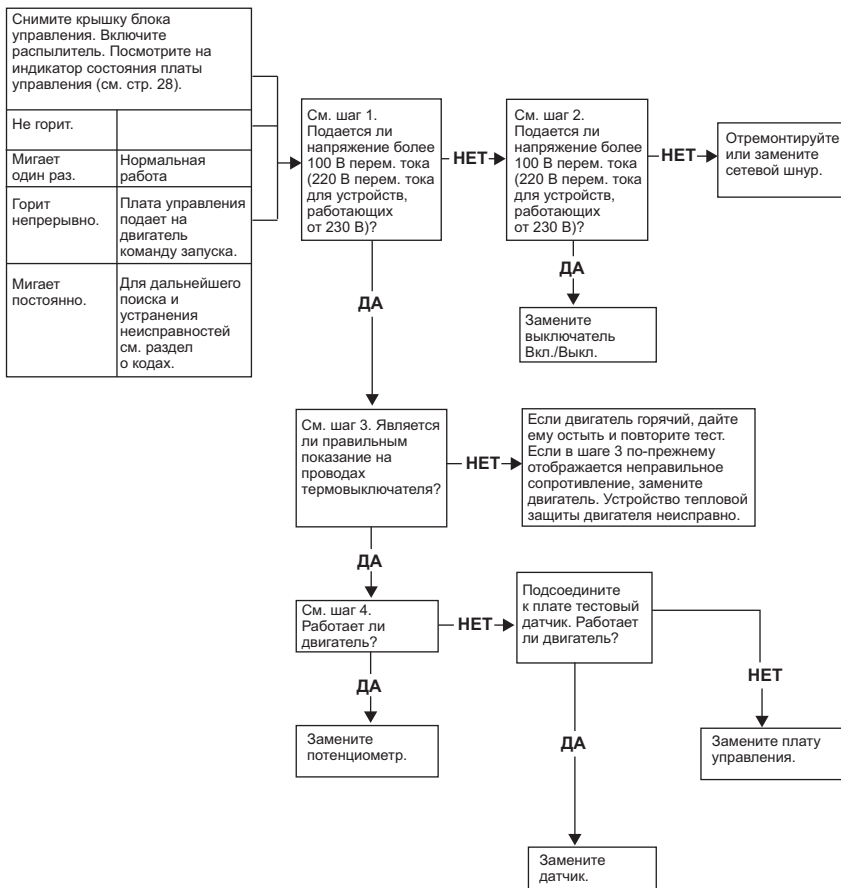 Снимите крышку блока
управления. Включите
распылитель. Посмотрите на
индикатор состояния платы
управления (см. стр. 28).
Не горит.
Мигает
один раз.
Нормальная
работа
Горит
непрерывно.
Плата управления
подает на
двигатель
команду запуска.
Мигает
постоянно.
Для дальнейшего
поиска и
устранения
неисправностей
см. раздел
о кодах.
См. шаг 1.
Подается ли
напряжение более
100 В перем. тока
(220 В перем. тока
для устройств,
работающих
от 230 В)?
НЕТ
См. шаг 2.
Подается ли
напряжение более
100 В перем. тока
(220 В перем. тока
для устройств,
работающих
от 230 В)?
НЕТ
Отремонтируйте
или замените
сетевой шнур.
ДА
Замените
выключатель
Вкл./Выкл.
ДА
См. шаг 3. Является
ли правильным
показание на
проводах
термовыключателя?
НЕТ
Если двигатель горячий, дайте
ему остыть и повторите тест.
Если в шаге 3 по-прежнему
отображается неправильное
сопротивление, замените
двигатель. Устройство тепловой
защиты двигателя неисправно.
ДА
См. шаг 4.
Работает ли
двигатель?
НЕТ
Подсоедините
к плате тестовый
датчик. Работает
ли двигатель?
НЕТ
Замените плату
управления.
ДА
Замените
потенциометр.
ДА
Замените
датчик.